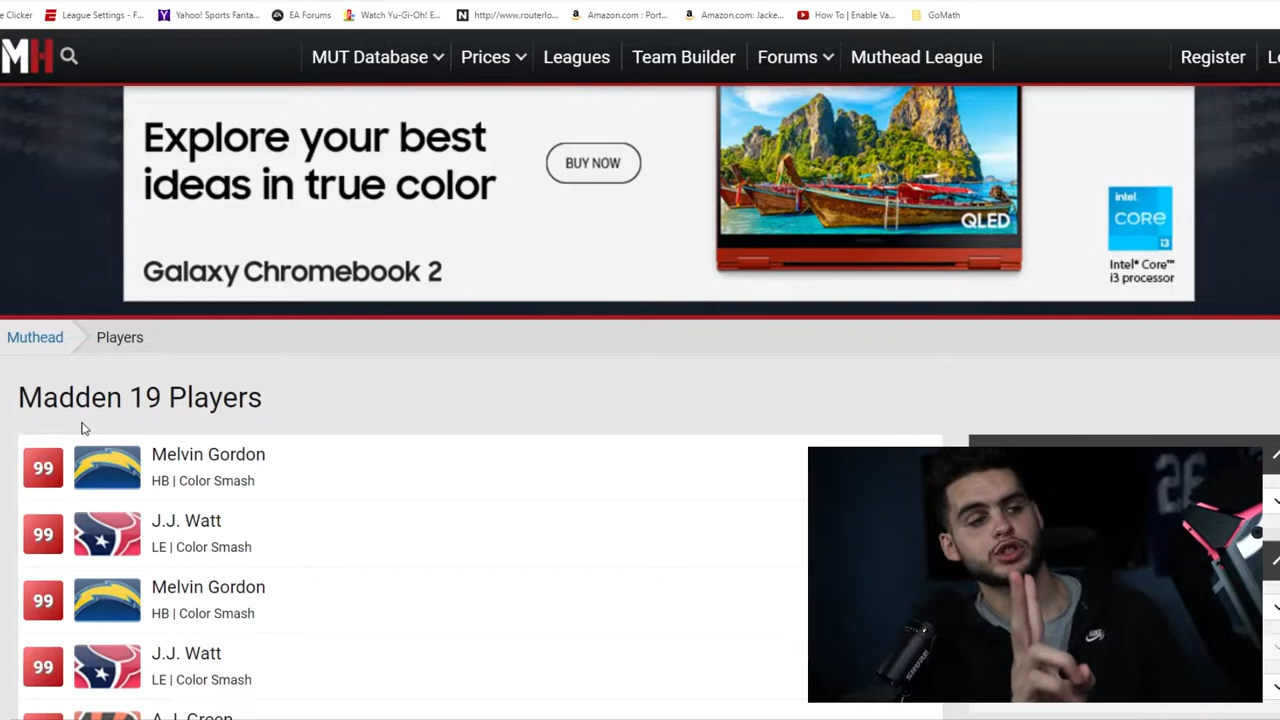 e Clicker
League Settings - F...
Yahoo! Sports Fanta...
EA Forums
Watch Yu-Gi-Oh! E...
http://www.routerlo...
Amazon.com : Port...
Amazon.com: Jacke...
How To | Enable Va...
GoMath
MH
MUT Database
Prices
Leagues
Team Builder
Forums
Muthead League
Register
Explore your best
ideas in true color
BUY NOW
Galaxy Chromebook 2
QLED
intel.
CORE
i3
Intel® Core™
i3 processor
Muthead
Players
Madden 19 Players
99
Melvin Gordon
HB | Color Smash
99
J.J. Watt
LE | Color Smash
99
Melvin Gordon
HB | Color Smash
99
J.J. Watt
LE | Color Smash
A.J. Green
SHURE
26